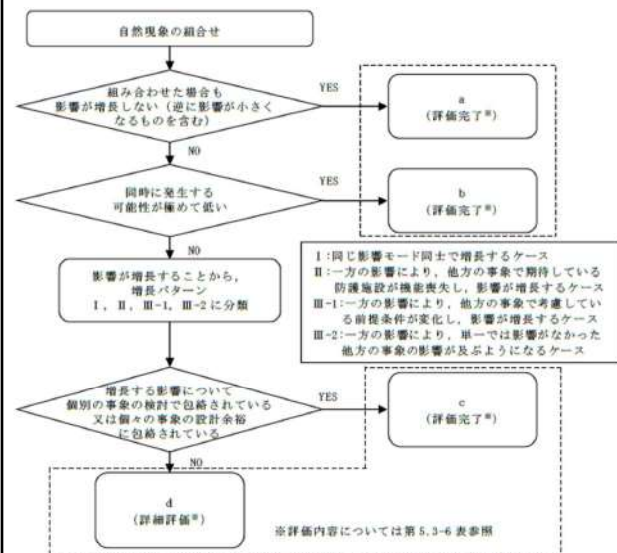 自然現象の組合せ
組み合わせた場合も
影響が増長しない（逆に影響が小さく
なるものを含む）
YES
a
（評価完了※）
NO
同時に発生する
可能性が極めて低い
YES
b
（評価完了※）
NO
影響が増長することから，
増長パターン
Ⅰ，Ⅱ，Ⅲ-1，Ⅲ-2 に分類
Ⅰ:同じ影響モード同士で増長するケース
Ⅱ:一方の影響により，他方の事象で期待している
防護施設が機能喪失し，影響が増長するケース
Ⅲ-1:一方の影響により，他方の事象で考慮してい
る前提条件が変化し，影響が増長するケース
Ⅲ-2:一方の影響により，単一では影響がなかった
他方の事象の影響が及ぶようになるケース
増長する影響について
個別の事象の検討で包絡されている
又は個々の事象の設計余裕
に包絡されている
YES
c
（評価完了※）
NO
d
（詳細評価※）
※評価内容については第 5.3-6 表参照